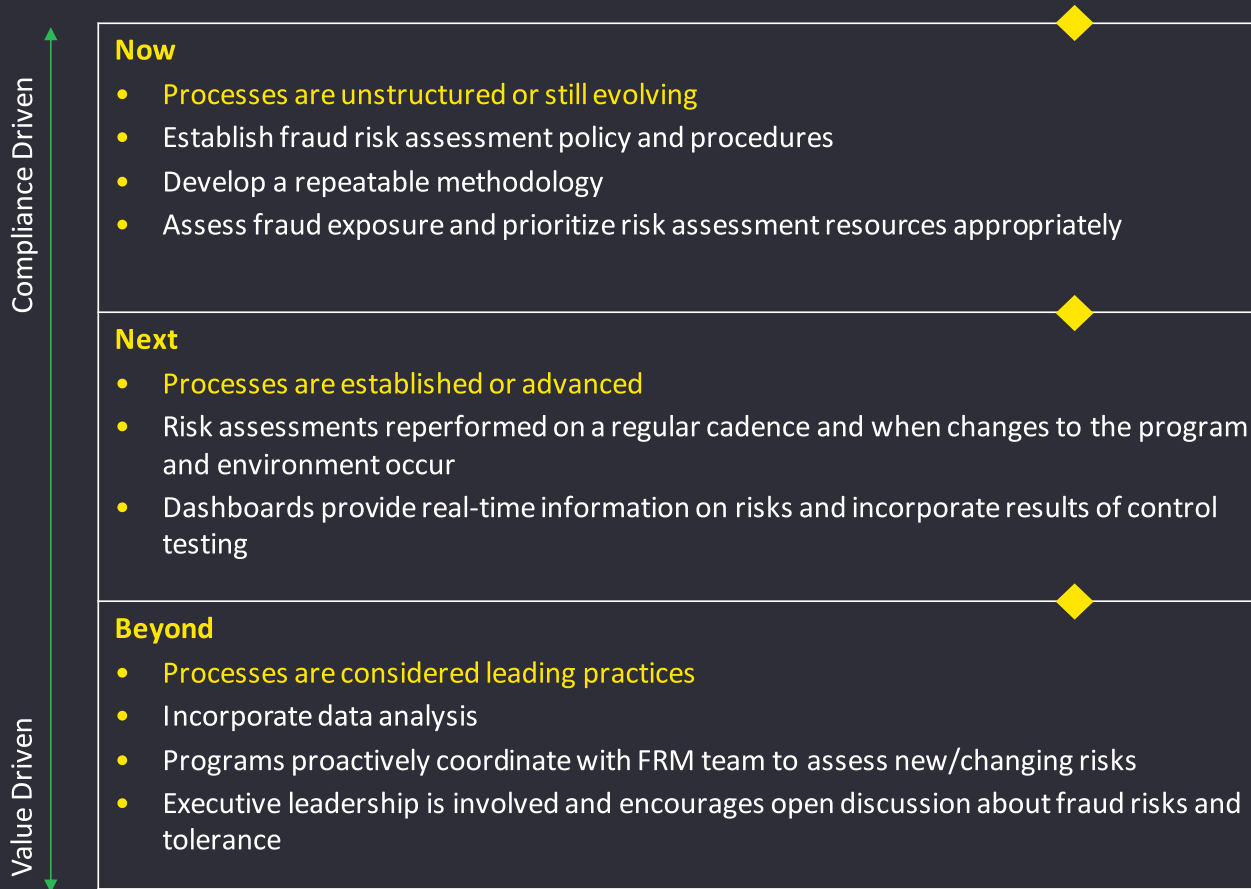 Compliance Driven
Now
• Processes are unstructured or still evolving
• Establish fraud risk assessment policy and procedures
• Develop a repeatable methodology
• Assess fraud exposure and prioritize risk assessment resources appropriately
Next
• Processes are established or advanced
• Risk assessments reperformed on a regular cadence and when changes to the program
and environment occur
• Dashboards provide real-time information on risks and incorporate results of control
testing
Value Driven
Beyond
• Processes are considered leading practices
• Incorporate data analysis
• Programs proactively coordinate with FRM team to assess new/changing risks
• Executive leadership is involved and encourages open discussion about fraud risks and
tolerance